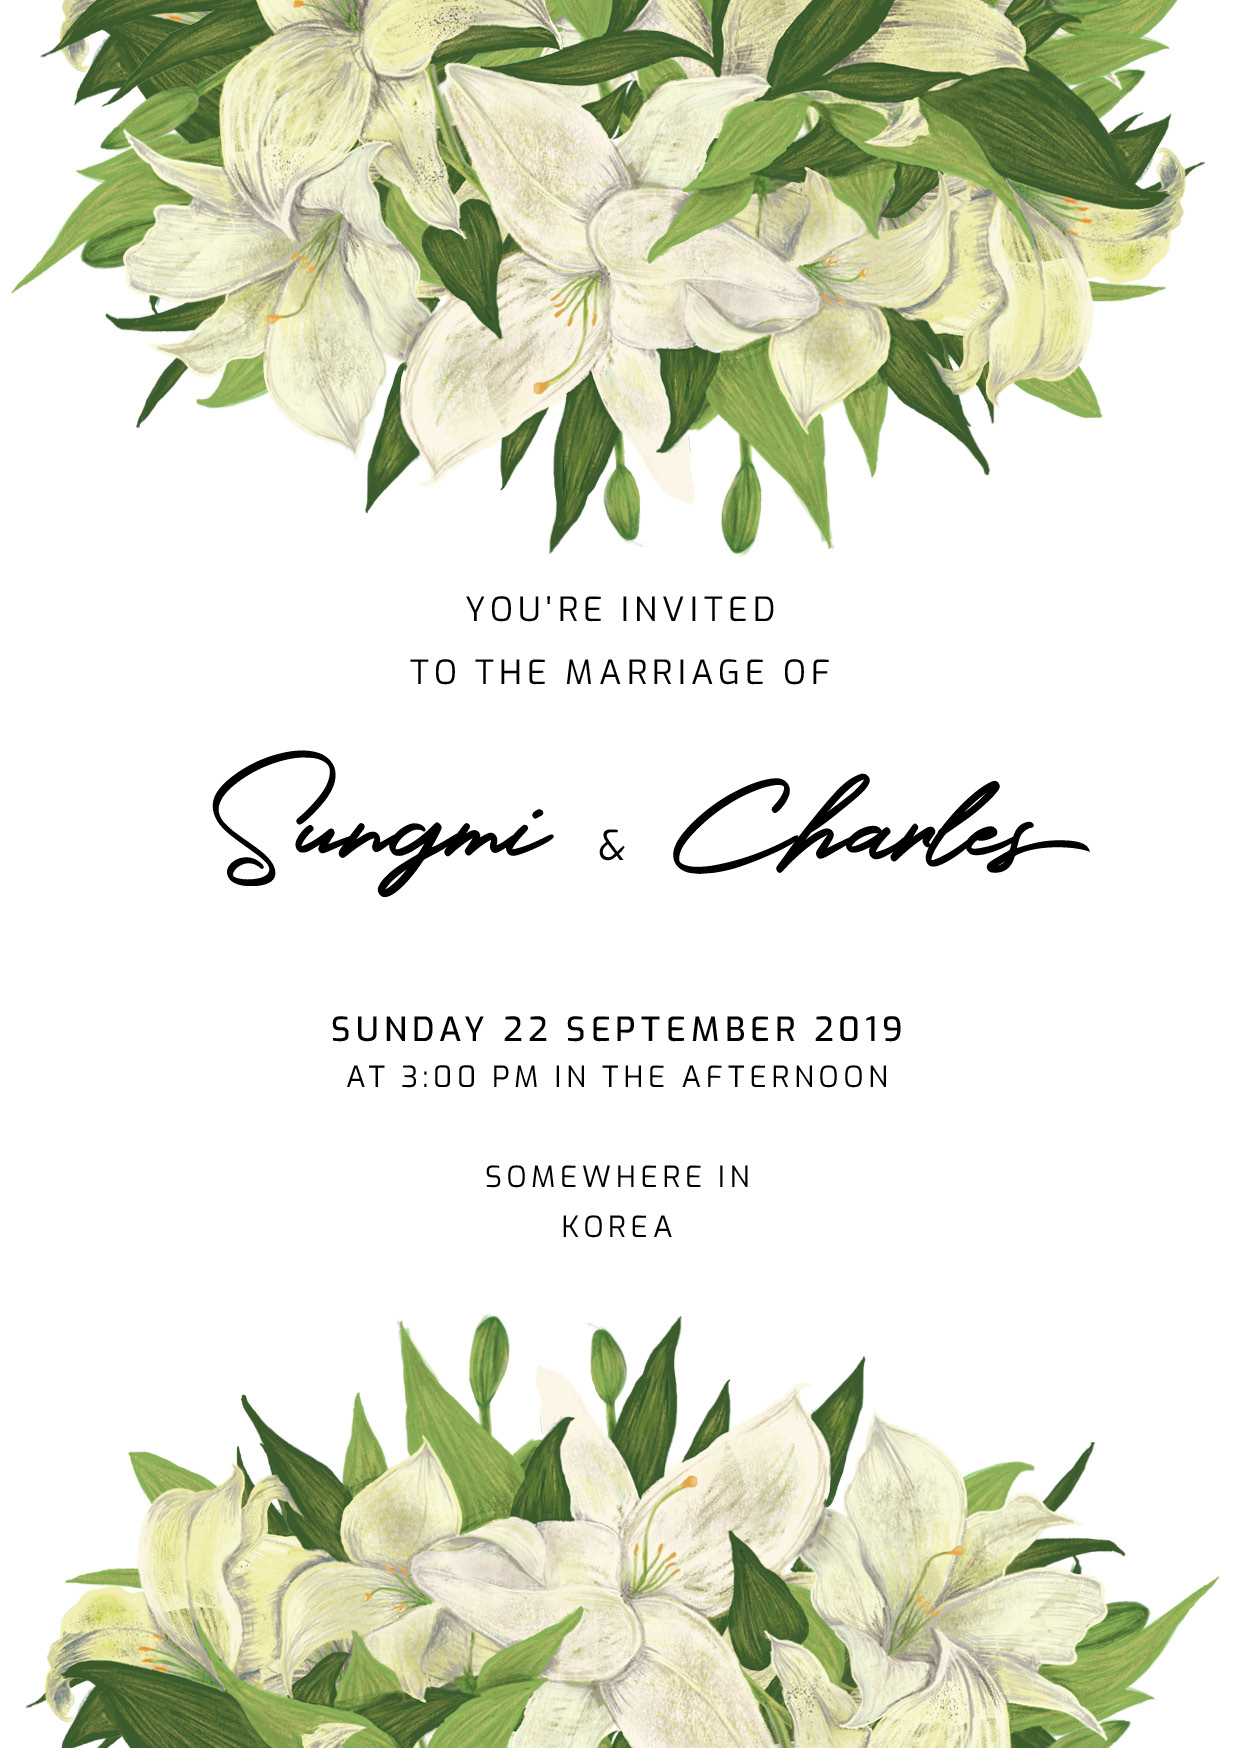 YOU'RE INVITED
TO THE MARRIAGE OF
Sungmi & Charles
SUNDAY 22 SEPTEMBER 2019
AT 3:00 PM IN THE AFTERNOON
SOMEWHERE IN
KOREA